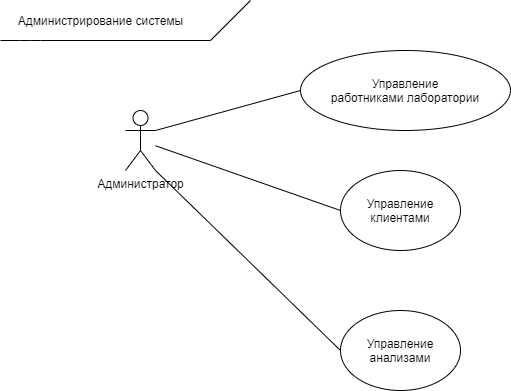 Администрирование системы
Управление
работниками лаборатории
Администратор
Управление
клиентами
Управление
анализами